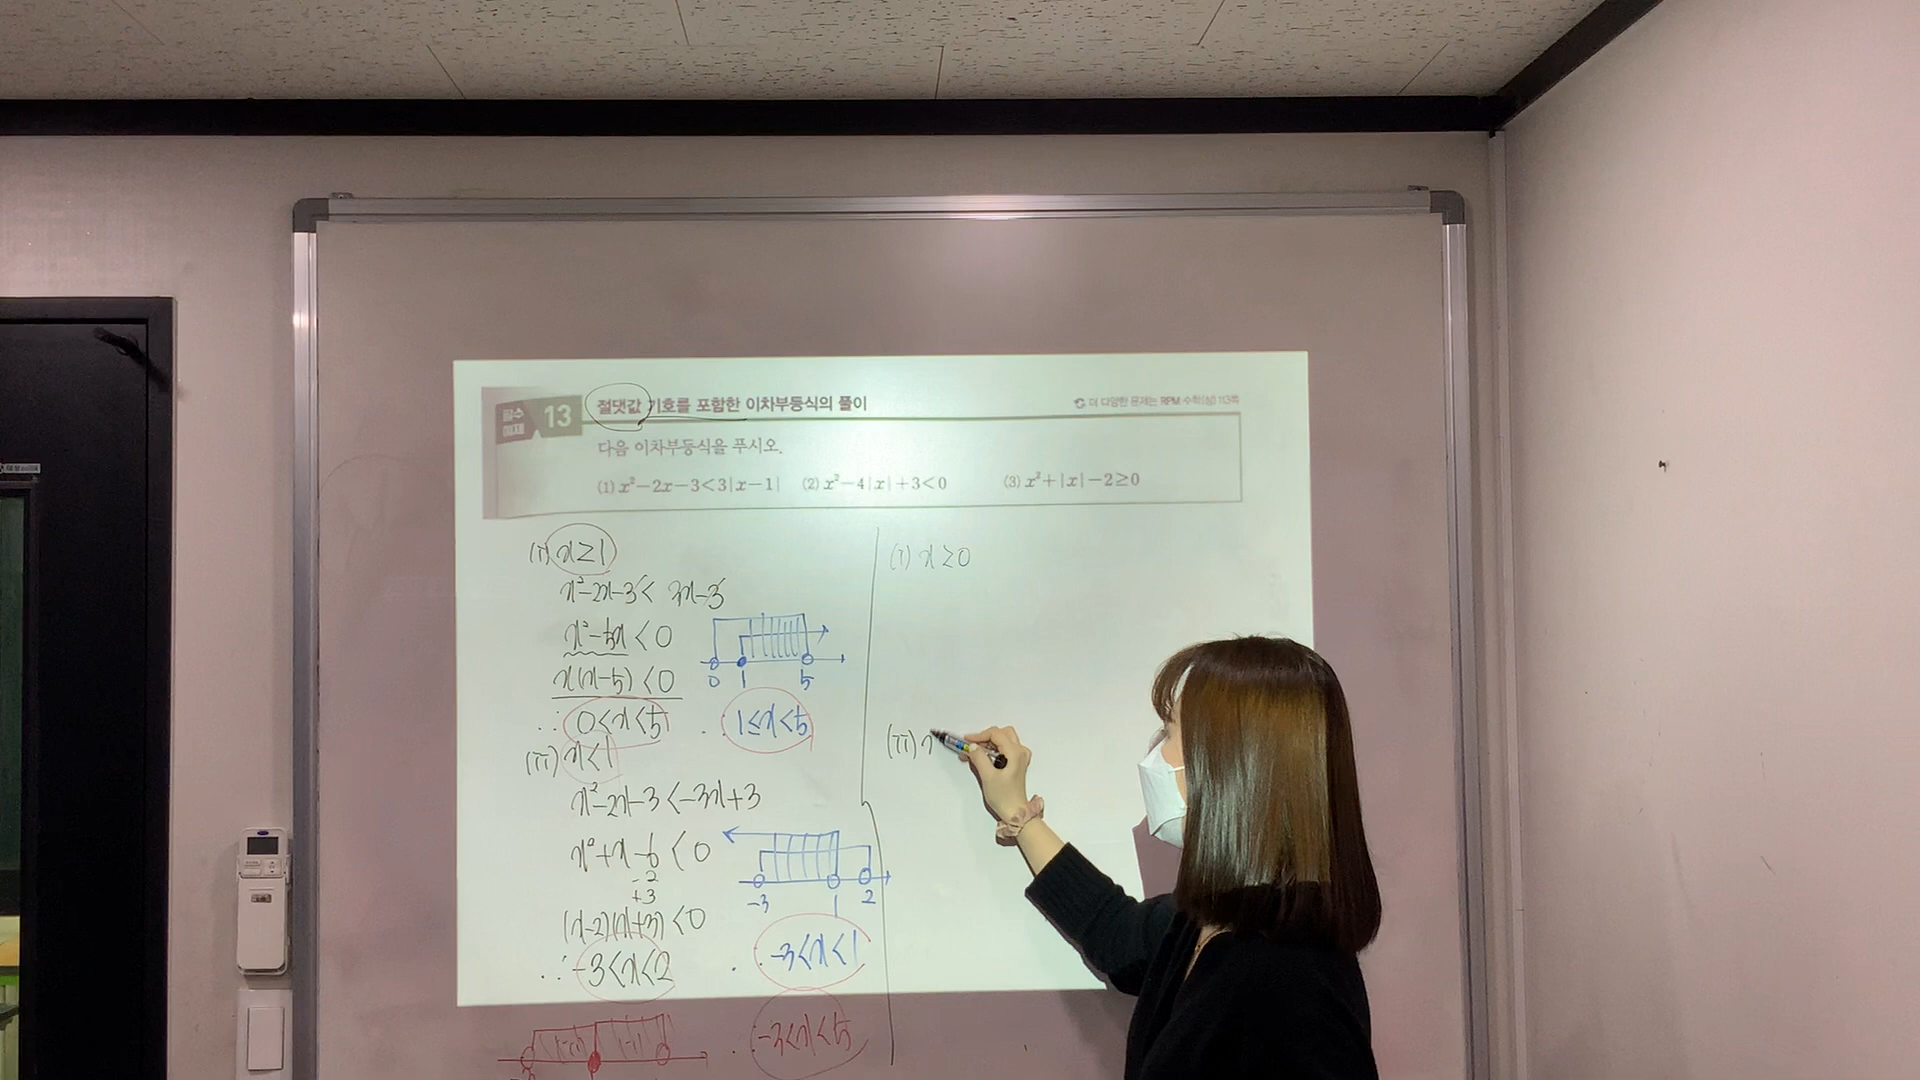 필수 예제 13 절댓값 기호를 포함한 이차부등식의 풀이
더 다양한 문제는 RPM 수학(상) 113쪽
다음 이차부등식을 푸시오.
(1) x²-2x-3<3|x-1| (2) x²-4|x|+3<0 (3) x²+|x|-2≥0
(i) x≥1
x²-2x-3< 3x-3
x²-5x<0
x(x-5)<0
0 1 5
∴ 0<x<5
∴ 1≤x<5
(ii) x<1
x²-2x-3<-3x+3
x²+x-6<0
-2
+3
(x-2)(x+3)<0
-3 1 2
∴ -3<x<2
∴ -3<x<1
∴ -3<x<5
(i) x≥0
(ii) x